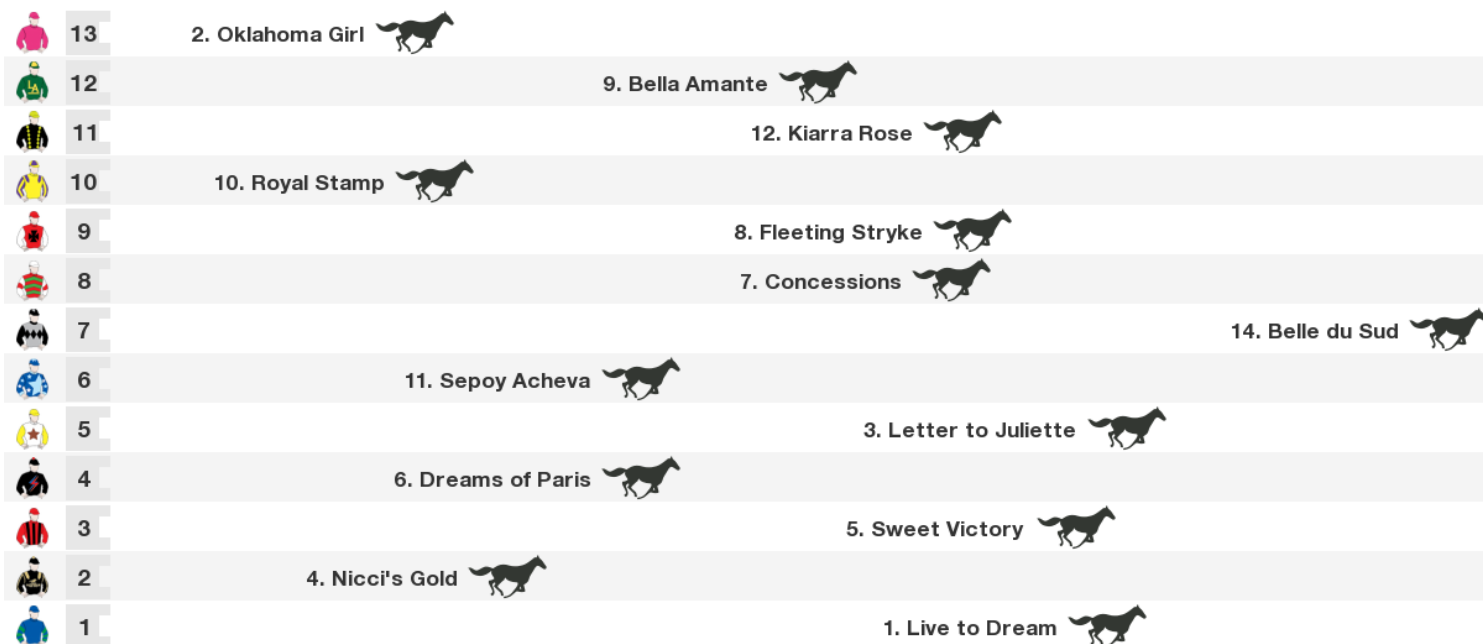 13 2. Oklahoma Girl
12 9. Bella Amante
11 12. Kiarra Rose
10 10. Royal Stamp
9 8. Fleeting Stryke
8 7. Concessions
7 14. Belle du Sud
6 11. Sepoy Acheva
5 3. Letter to Juliette
4 6. Dreams of Paris
3 5. Sweet Victory
2 4. Nicci's Gold
1 1. Live to Dream